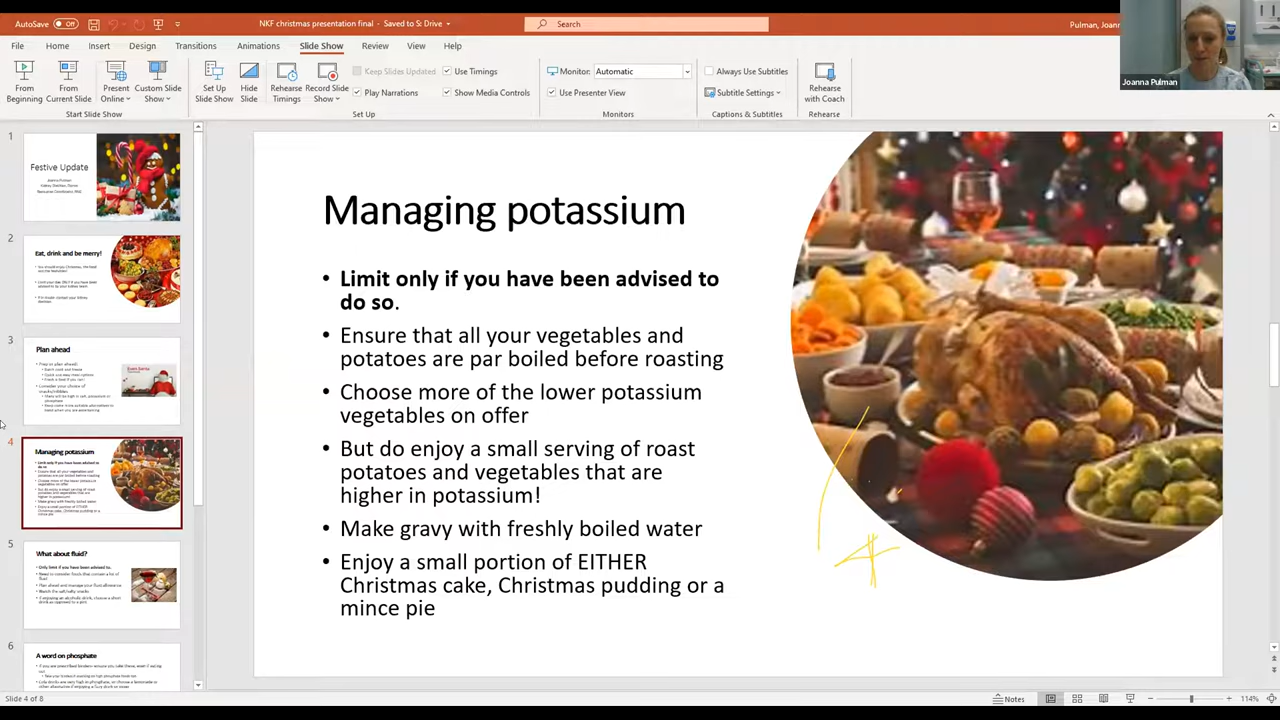 AutoSave Off NKF christmas presentation final - Saved to S: Drive Search Pulman, Joann
File Home Insert Design Transitions Animations Slide Show Review View Help
From Beginning
From Current Slide
Present Online
Custom Slide Show
Start Slide Show
Set Up Slide Show
Hide Slide
Rehearse Timings
Record Slide Show
Keep Slides Updated
Play Narrations
Use Timings
Show Media Controls
Set Up
Monitor: Automatic
Use Presenter View
Monitors
Always Use Subtitles
Subtitle Settings
Captions & Subtitles
Rehearse with Coach
Rehearse
Joanna Pulman
1
Festive Update
2
Eat, drink and be merry!
3
Plan ahead
4
Managing potassium
5
What about fluid?
6
A word on phosphate
Managing potassium
• Limit only if you have been advised to
do so.
• Ensure that all your vegetables and
potatoes are par boiled before roasting
• Choose more of the lower potassium
vegetables on offer
• But do enjoy a small serving of roast
potatoes and vegetables that are
higher in potassium!
• Make gravy with freshly boiled water
• Enjoy a small portion of EITHER
Christmas cake, Christmas pudding or a
mince pie
Slide 4 of 8 Notes 114%